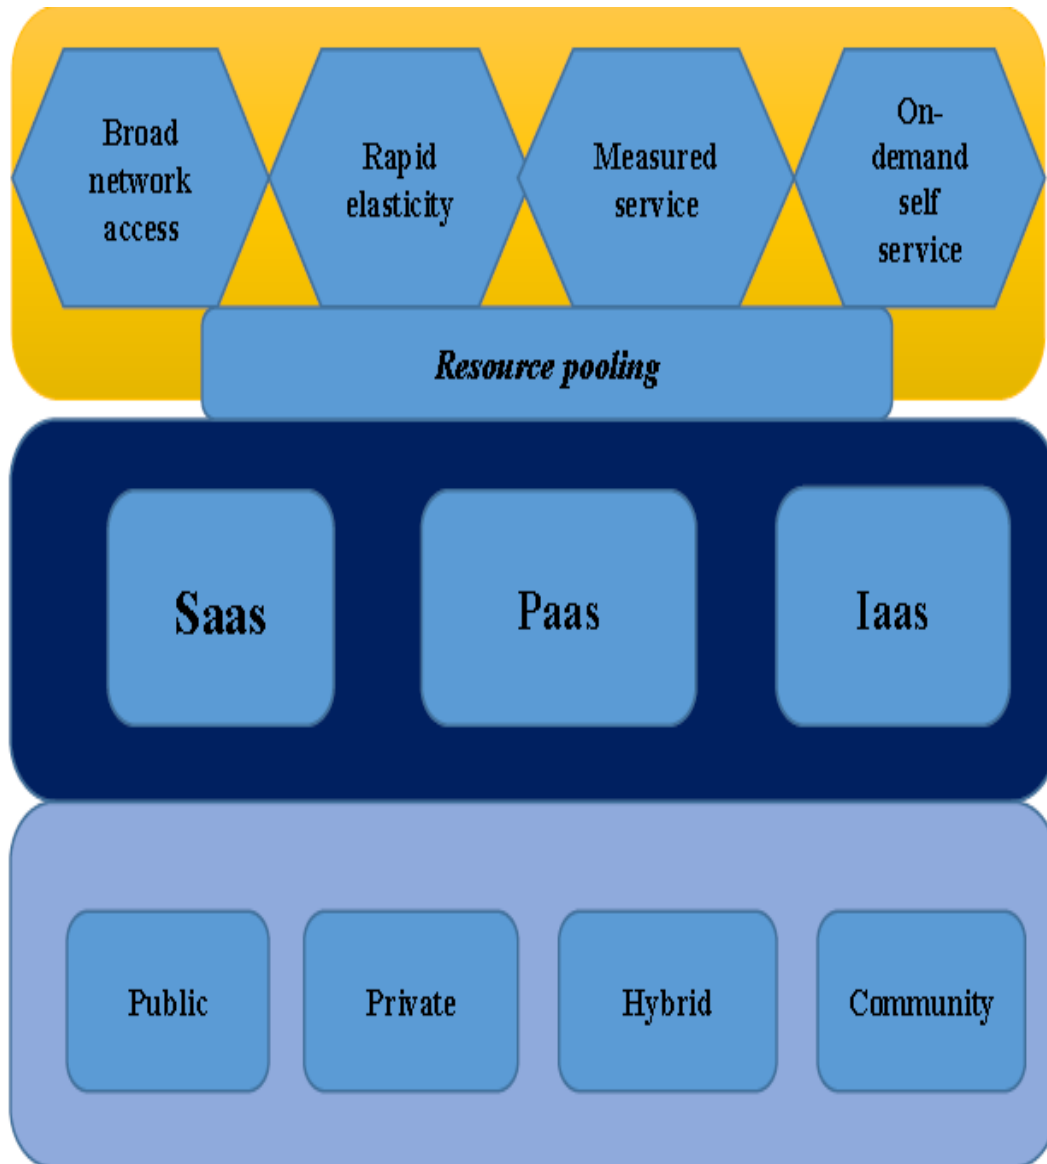 Broad
network
access
Rapid
elasticity
Measured
service
On-
demand
self
service
Resource pooling
Saas
Paas
Iaas
Public
Private
Hybrid
Community